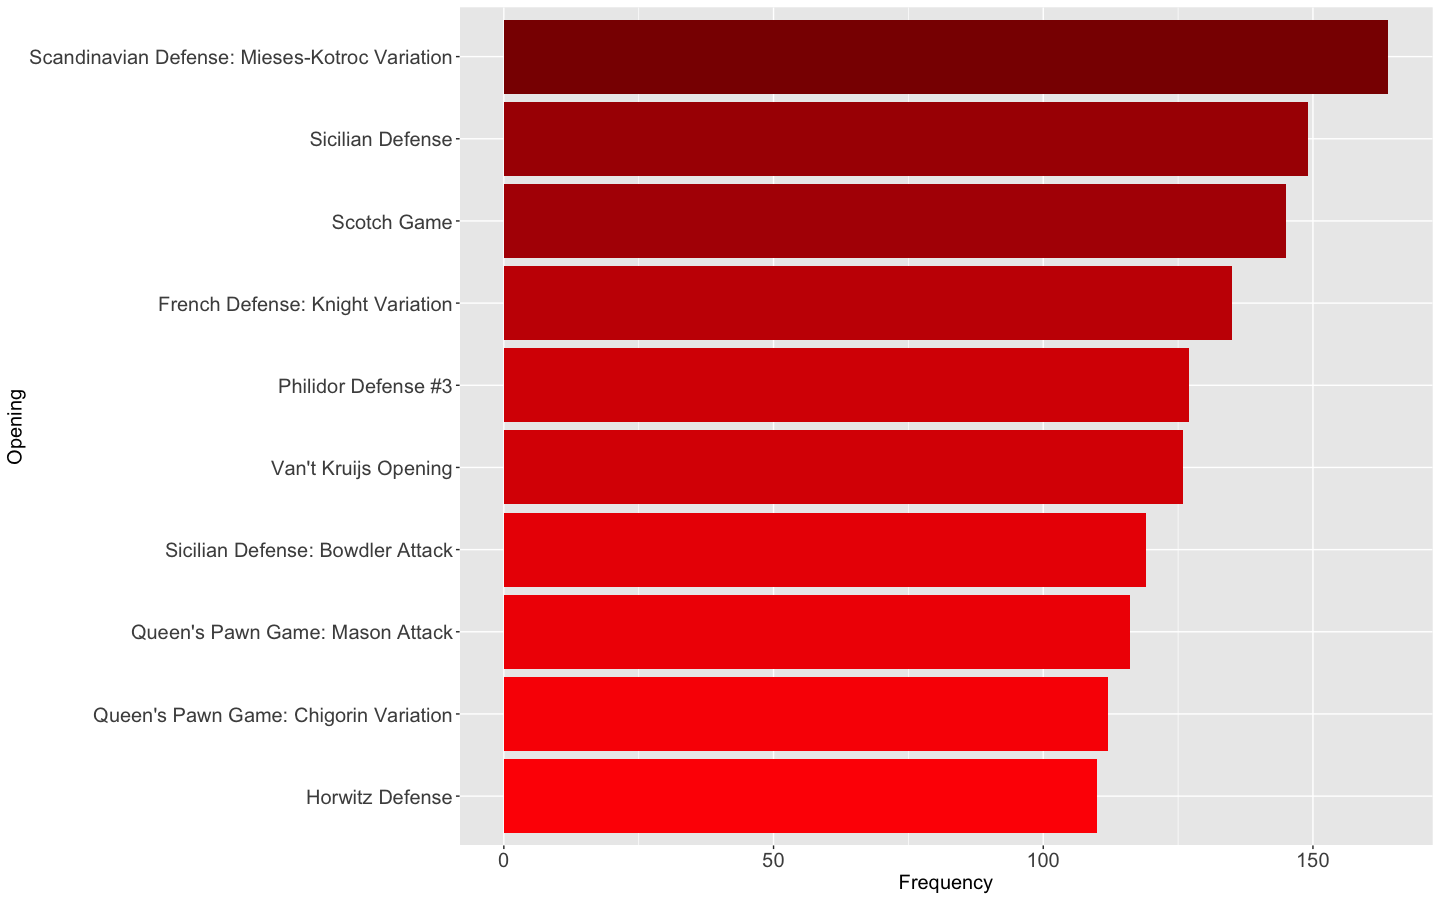 Scandinavian Defense: Mieses-Kotroc Variation
Sicilian Defense
Scotch Game
French Defense: Knight Variation
Philidor Defense #3
Van't Kruijs Opening
Sicilian Defense: Bowdler Attack
Queen's Pawn Game: Mason Attack
Queen's Pawn Game: Chigorin Variation
Horwitz Defense
Opening
0 50 100 150
Frequency